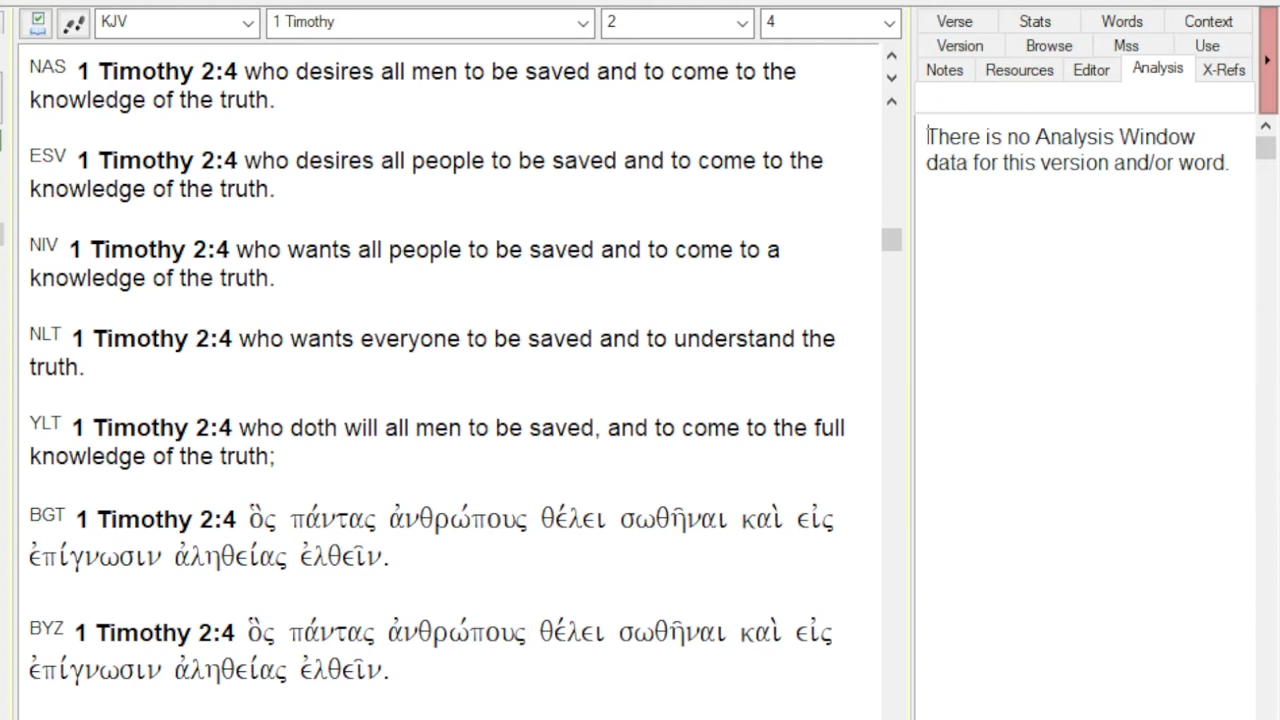 KJV 1 Timothy 2 4
NAS 1 Timothy 2:4 who desires all men to be saved and to come to the
knowledge of the truth.
ESV 1 Timothy 2:4 who desires all people to be saved and to come to the
knowledge of the truth.
NIV 1 Timothy 2:4 who wants all people to be saved and to come to a
knowledge of the truth.
NLT 1 Timothy 2:4 who wants everyone to be saved and to understand the
truth.
YLT 1 Timothy 2:4 who doth will all men to be saved, and to come to the full
knowledge of the truth;
BGT 1 Timothy 2:4 ὃς πάντας ἀνθρώπους θέλει σωθῆναι καὶ εἰς
ἐπίγνωσιν ἀληθείας ἐλθεῖν.
BYZ 1 Timothy 2:4 ὃς πάντας ἀνθρώπους θέλει σωθῆναι καὶ εἰς
ἐπίγνωσιν ἀληθείας ἐλθεῖν.
Verse Stats Words Context
Version Browse Mss Use
Notes Resources Editor Analysis X-Refs
There is no Analysis Window
data for this version and/or word.